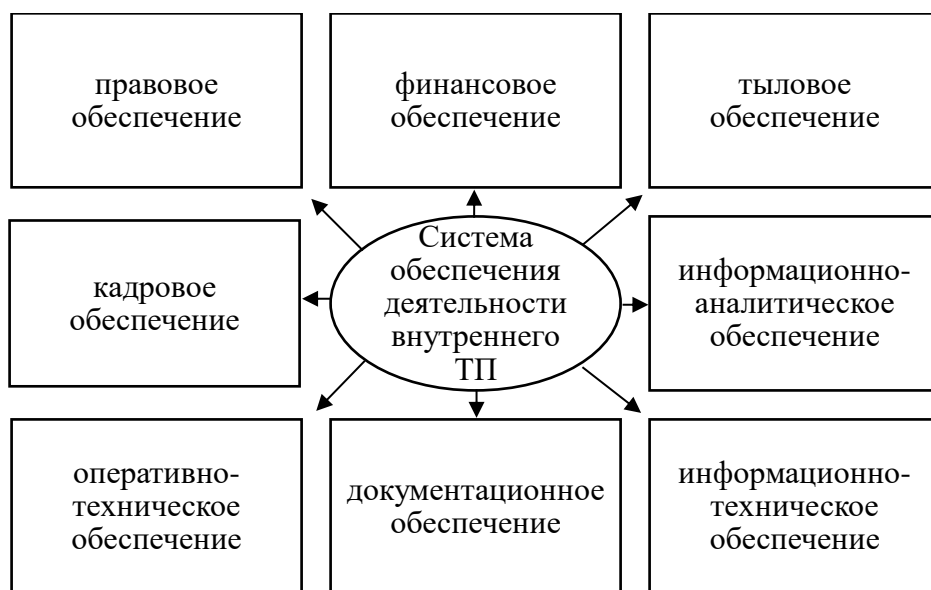 правовое
обеспечение
финансовое
обеспечение
тыловое
обеспечение
кадровое
обеспечение
Система
обеспечения
деятельности
внутреннего
ТП
информационно-
аналитическое
обеспечение
оперативно-
техническое
обеспечение
документационное
обеспечение
информационно-
техническое
обеспечение